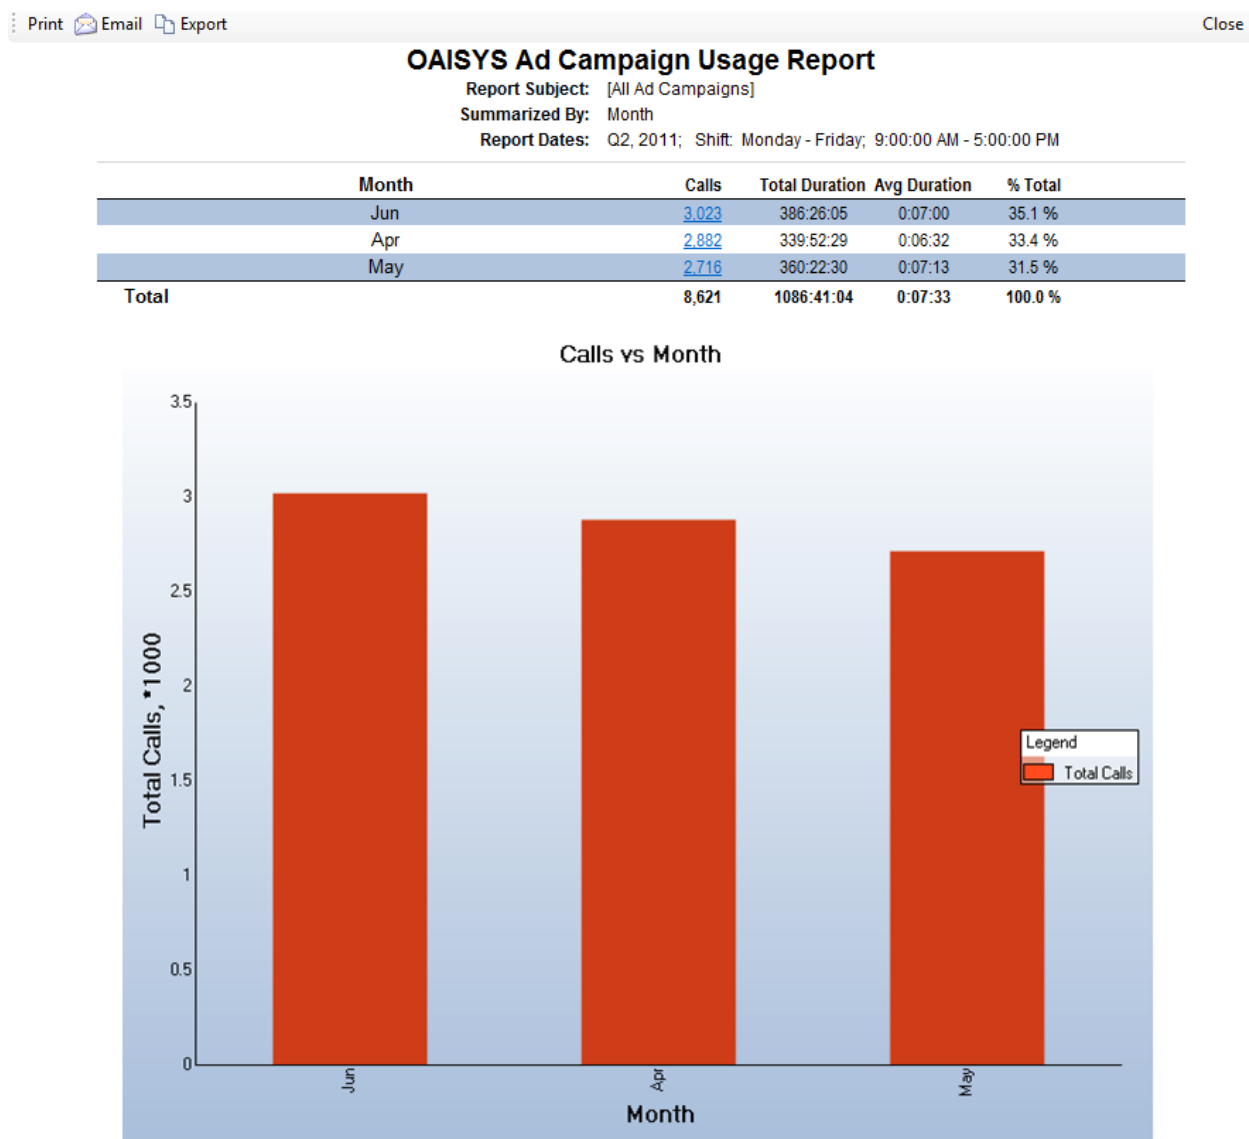 Print Email Export Close
OAISYS Ad Campaign Usage Report
Report Subject: [All Ad Campaigns]
Summarized By: Month
Report Dates: Q2, 2011; Shift: Monday - Friday; 9:00:00 AM - 5:00:00 PM
Month Calls Total Duration Avg Duration % Total
Jun 3,023 386:26:05 0:07:00 35.1 %
Apr 2,882 339:52:29 0:06:32 33.4 %
May 2,716 360:22:30 0:07:13 31.5 %
Total 8,621 1086:41:04 0:07:33 100.0 %
Calls vs Month
3.5
3
2.5
2
1.5
1
0.5
0
Total Calls, *1000
Legend
Total Calls
Jun Apr May
Month